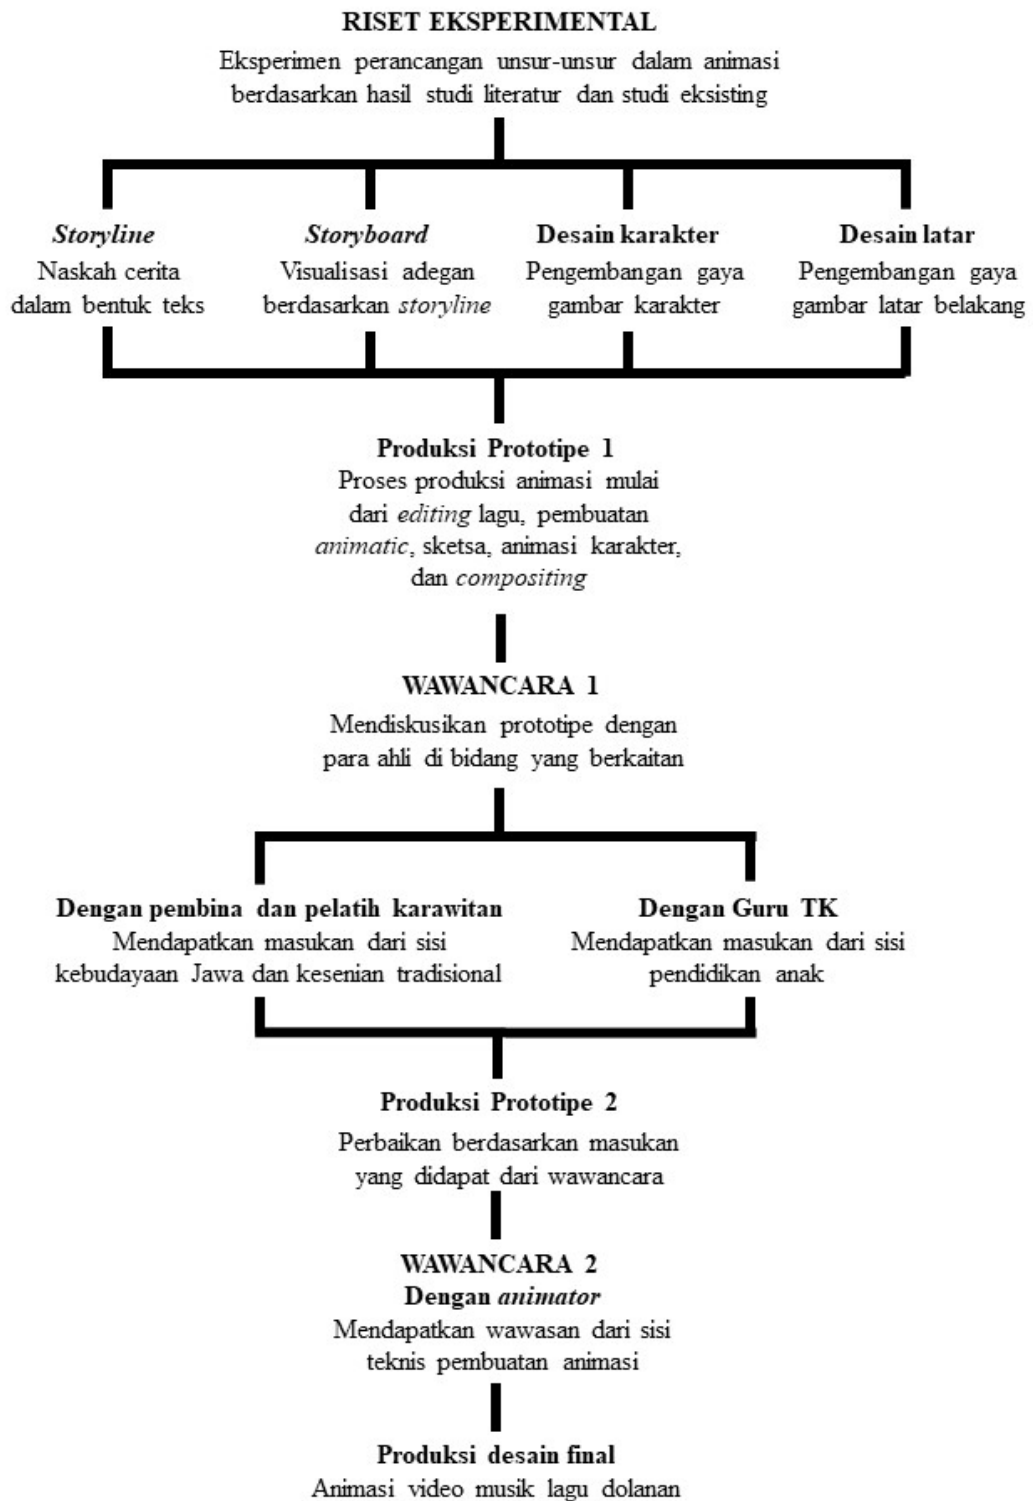 RISET EKSPERIMENTAL
Eksperimen perancangan unsur-unsur dalam animasi
berdasarkan hasil studi literatur dan studi eksisting
Storyline
Naskah cerita
dalam bentuk teks
Storyboard
Visualisasi adegan
berdasarkan storyline
Desain karakter
Pengembangan gaya
gambar karakter
Desain latar
Pengembangan gaya
gambar latar belakang
Produksi Prototipe 1
Proses produksi animasi mulai
dari editing lagu, pembuatan
animatic, sketsa, animasi karakter,
dan compositing
WAWANCARA 1
Mendiskusikan prototipe dengan
para ahli di bidang yang berkaitan
Dengan pembina dan pelatih karawitan
Mendapatkan masukan dari sisi
kebudayaan Jawa dan kesenian tradisional
Dengan Guru TK
Mendapatkan masukan dari sisi
pendidikan anak
Produksi Prototipe 2
Perbaikan berdasarkan masukan
yang didapat dari wawancara
WAWANCARA 2
Dengan animator
Mendapatkan wawasan dari sisi
teknis pembuatan animasi
Produksi desain final
Animasi video musik lagu dolanan